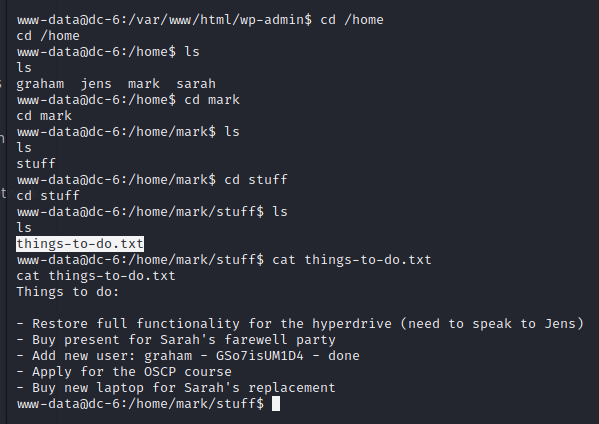 www-data@dc-6:/var/www/html/wp-admin$ cd /home
cd /home
www-data@dc-6:/home$ ls
ls
graham  jens  mark  sarah
www-data@dc-6:/home$ cd mark
cd mark
www-data@dc-6:/home/mark$ ls
ls
stuff
www-data@dc-6:/home/mark$ cd stuff
cd stuff
www-data@dc-6:/home/mark/stuff$ ls
ls
things-to-do.txt
www-data@dc-6:/home/mark/stuff$ cat things-to-do.txt
cat things-to-do.txt
Things to do:

- Restore full functionality for the hyperdrive (need to speak to Jens)
- Buy present for Sarah's farewell party
- Add new user: graham - GSo7isUM1D4 - done
- Apply for the OSCP course
- Buy new laptop for Sarah's replacement
www-data@dc-6:/home/mark/stuff$